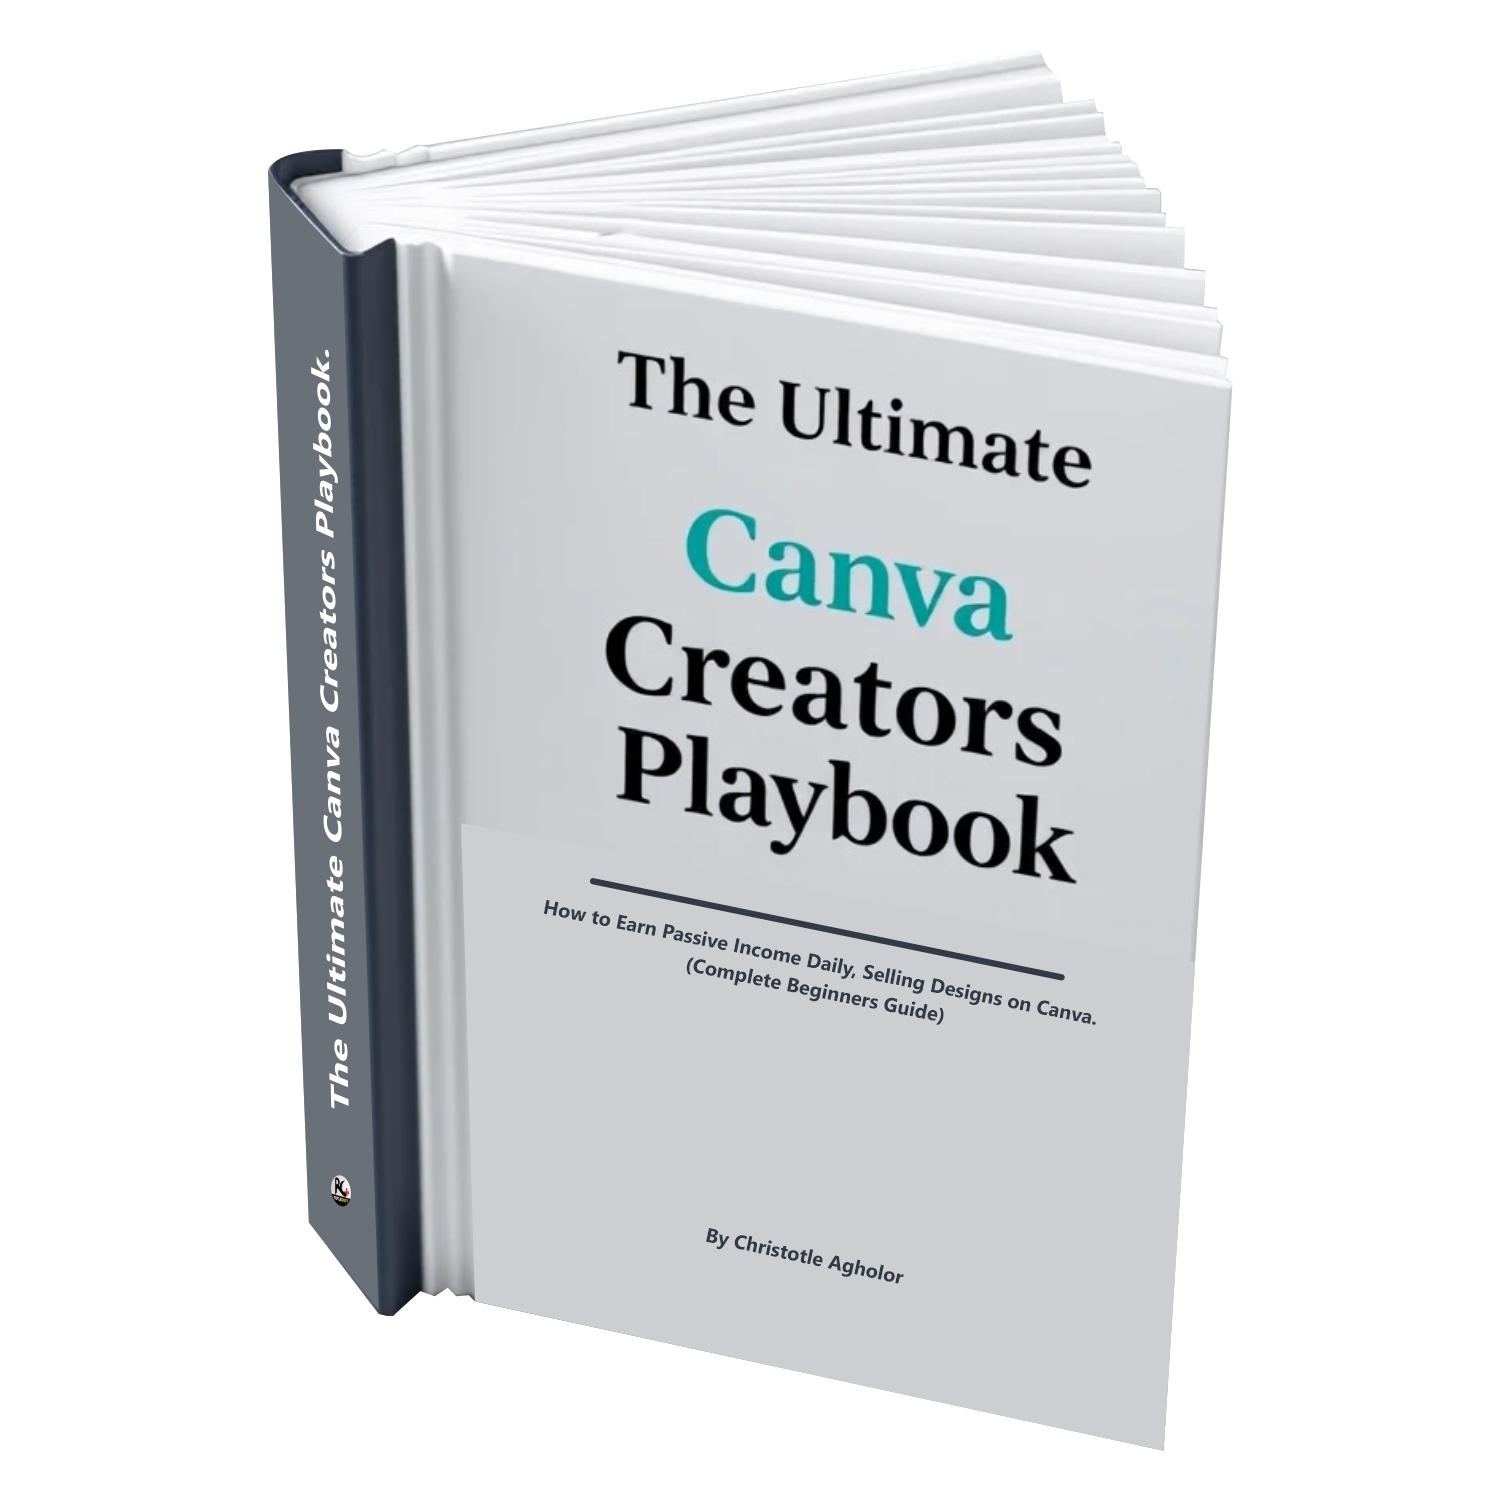 The Ultimate Canva Creators Playbook.
The Ultimate
Canva
Creators
Playbook
How to Earn Passive Income Daily, Selling Designs on Canva.
(Complete Beginners Guide)
By Christotle Agholor